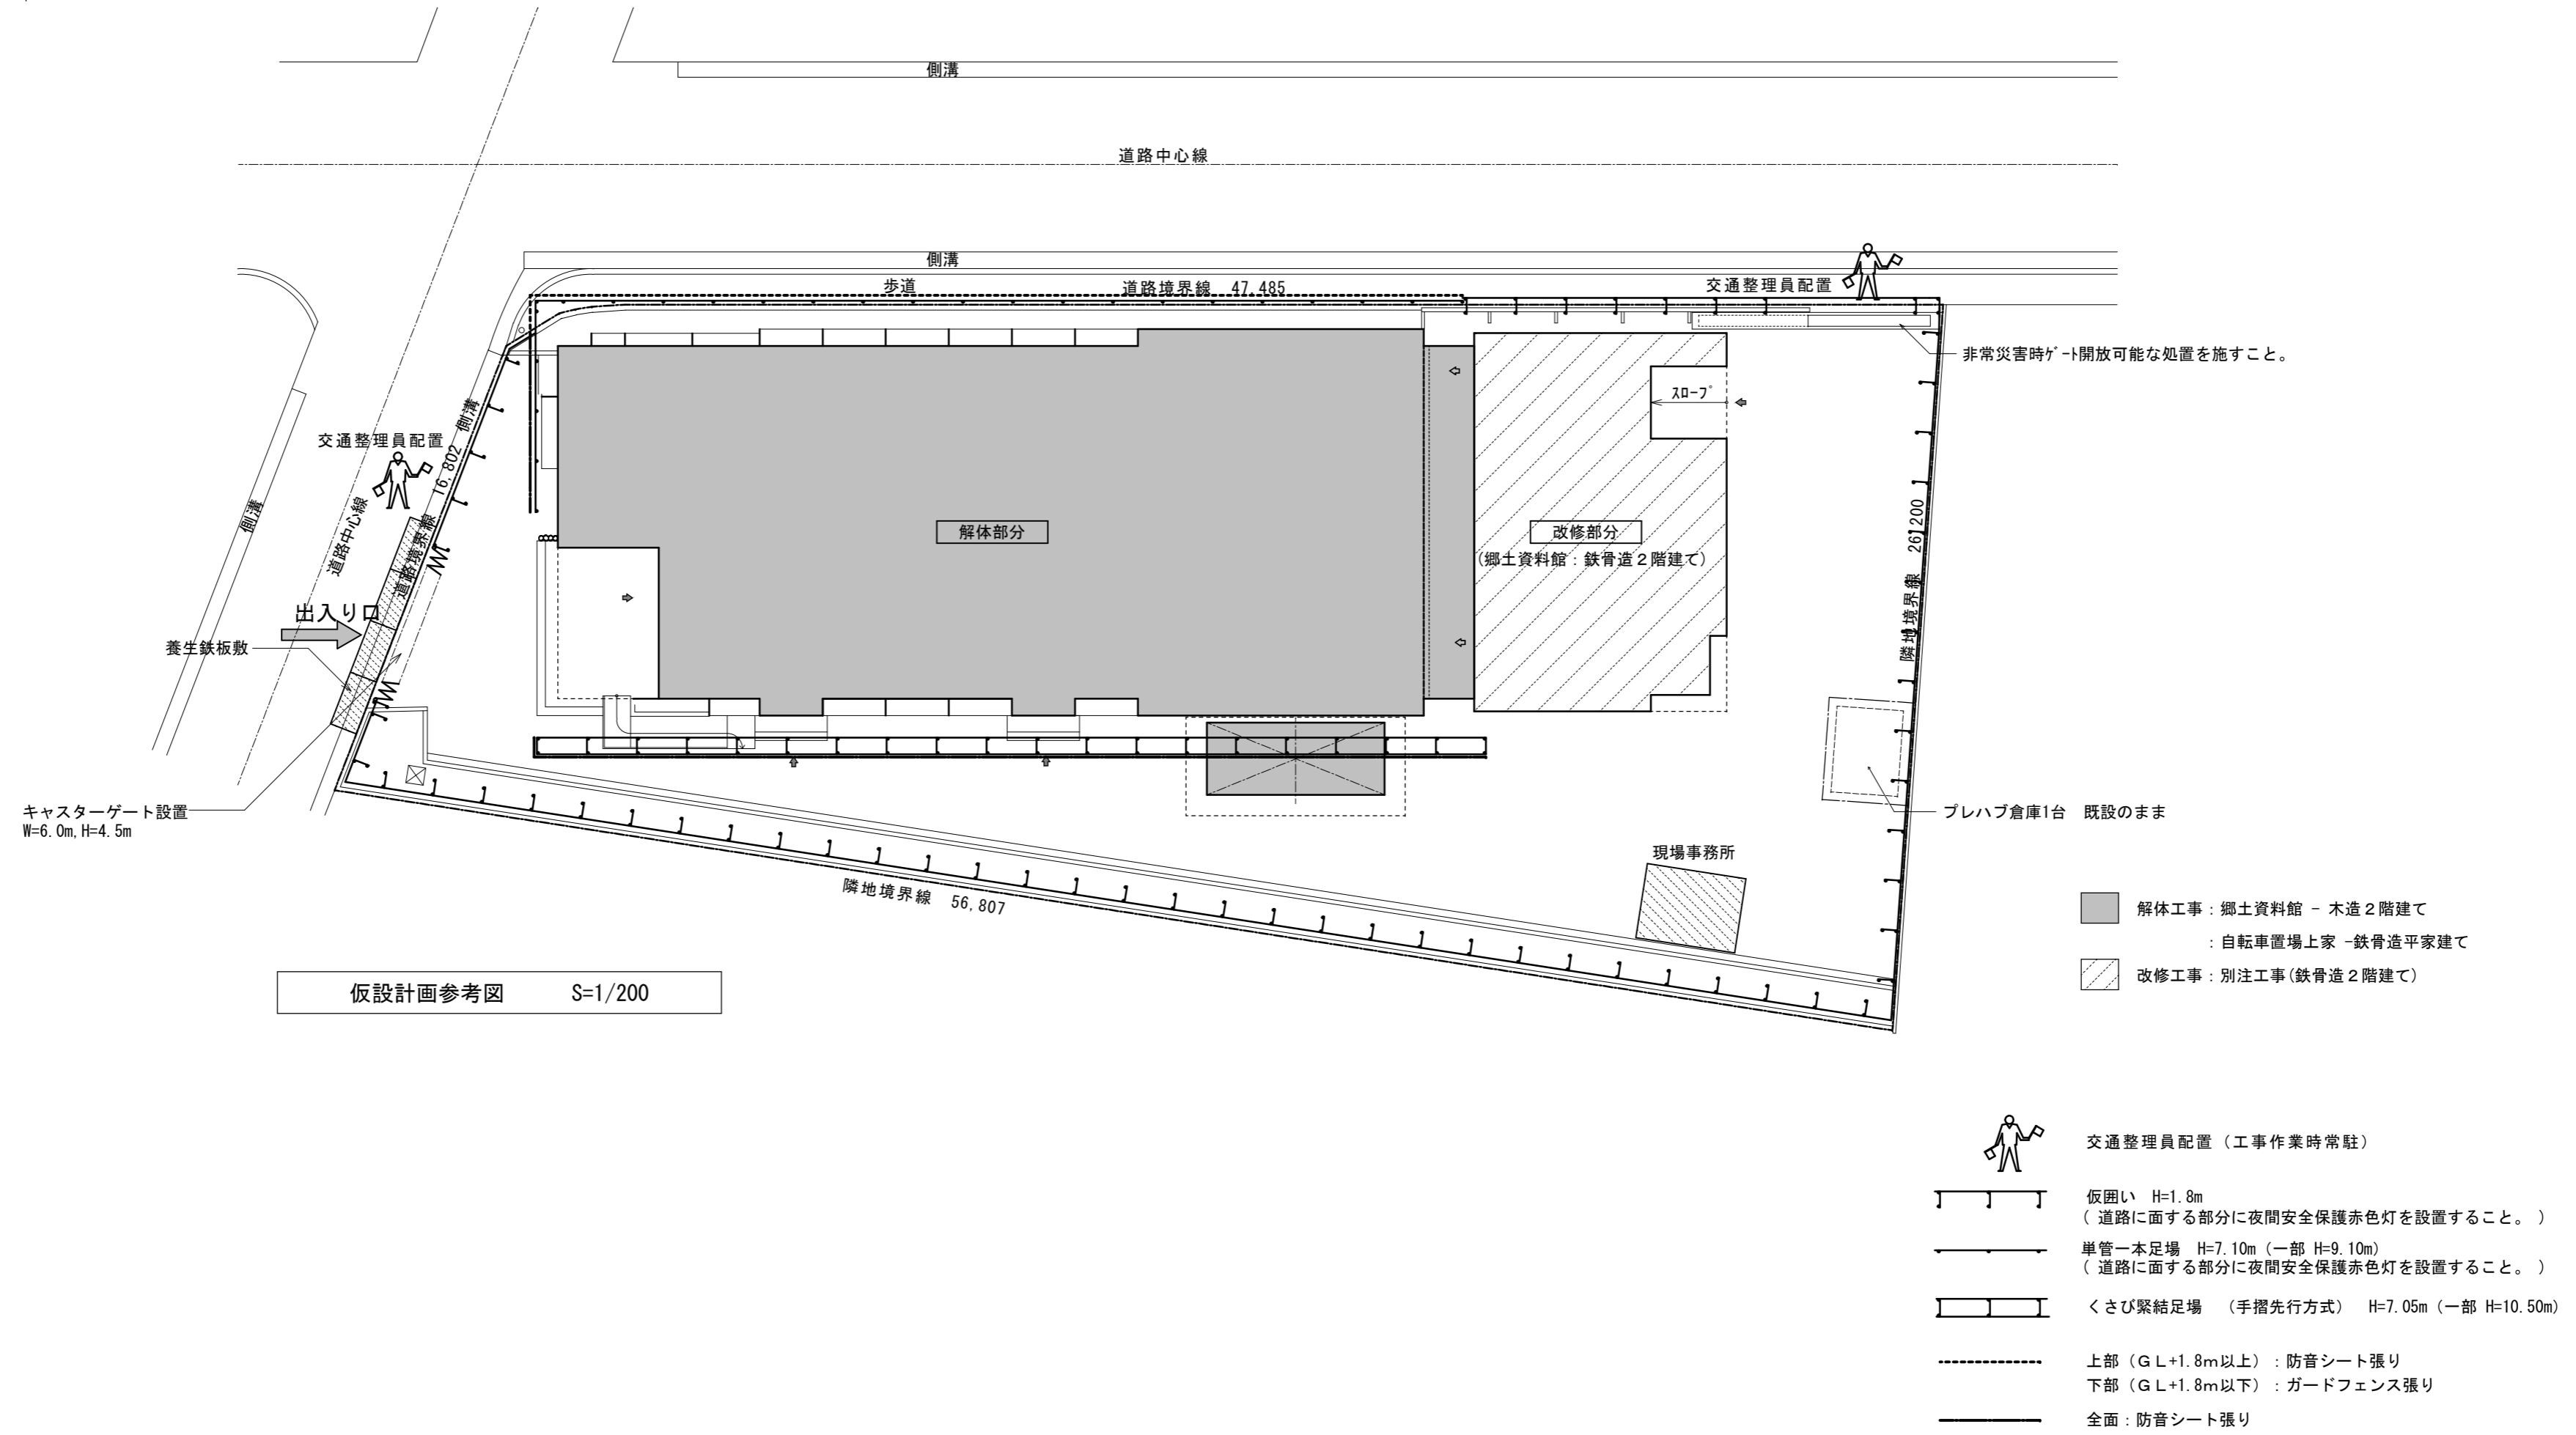 側溝
道路中心線
側溝
歩道
道路境界線　47,485
交通整理員配置
非常災害時ｹﾞｰﾄ開放可能な処置を施すこと。
ｽﾛｰﾌﾟ
交通整理員配置
側溝
道路境界線　16,802
側溝
道路中心線
解体部分
改修部分
(郷土資料館：鉄骨造２階建て)
隣地境界線　261200
出入り口
養生鉄板敷
キャスターゲート設置
W=6.0m,H=4.5m
プレハブ倉庫1台　既設のまま
現場事務所
隣地境界線　56,807
解体工事：郷土資料館 － 木造２階建て
：自転車置場上家 -鉄骨造平家建て
改修工事：別注工事(鉄骨造２階建て)
仮設計画参考図　　S=1/200
交通整理員配置（工事作業時常駐）
仮囲い　H=1.8m
（ 道路に面する部分に夜間安全保護赤色灯を設置すること。 ）
単管一本足場　H=7.10m（一部 H=9.10m）
（ 道路に面する部分に夜間安全保護赤色灯を設置すること。 ）
くさび緊結足場　（手摺先行方式）　H=7.05m（一部 H=10.50m）
上部（ＧＬ+1.8ｍ以上）：防音シート張り
下部（ＧＬ+1.8ｍ以下）：ガードフェンス張り
全面：防音シート張り